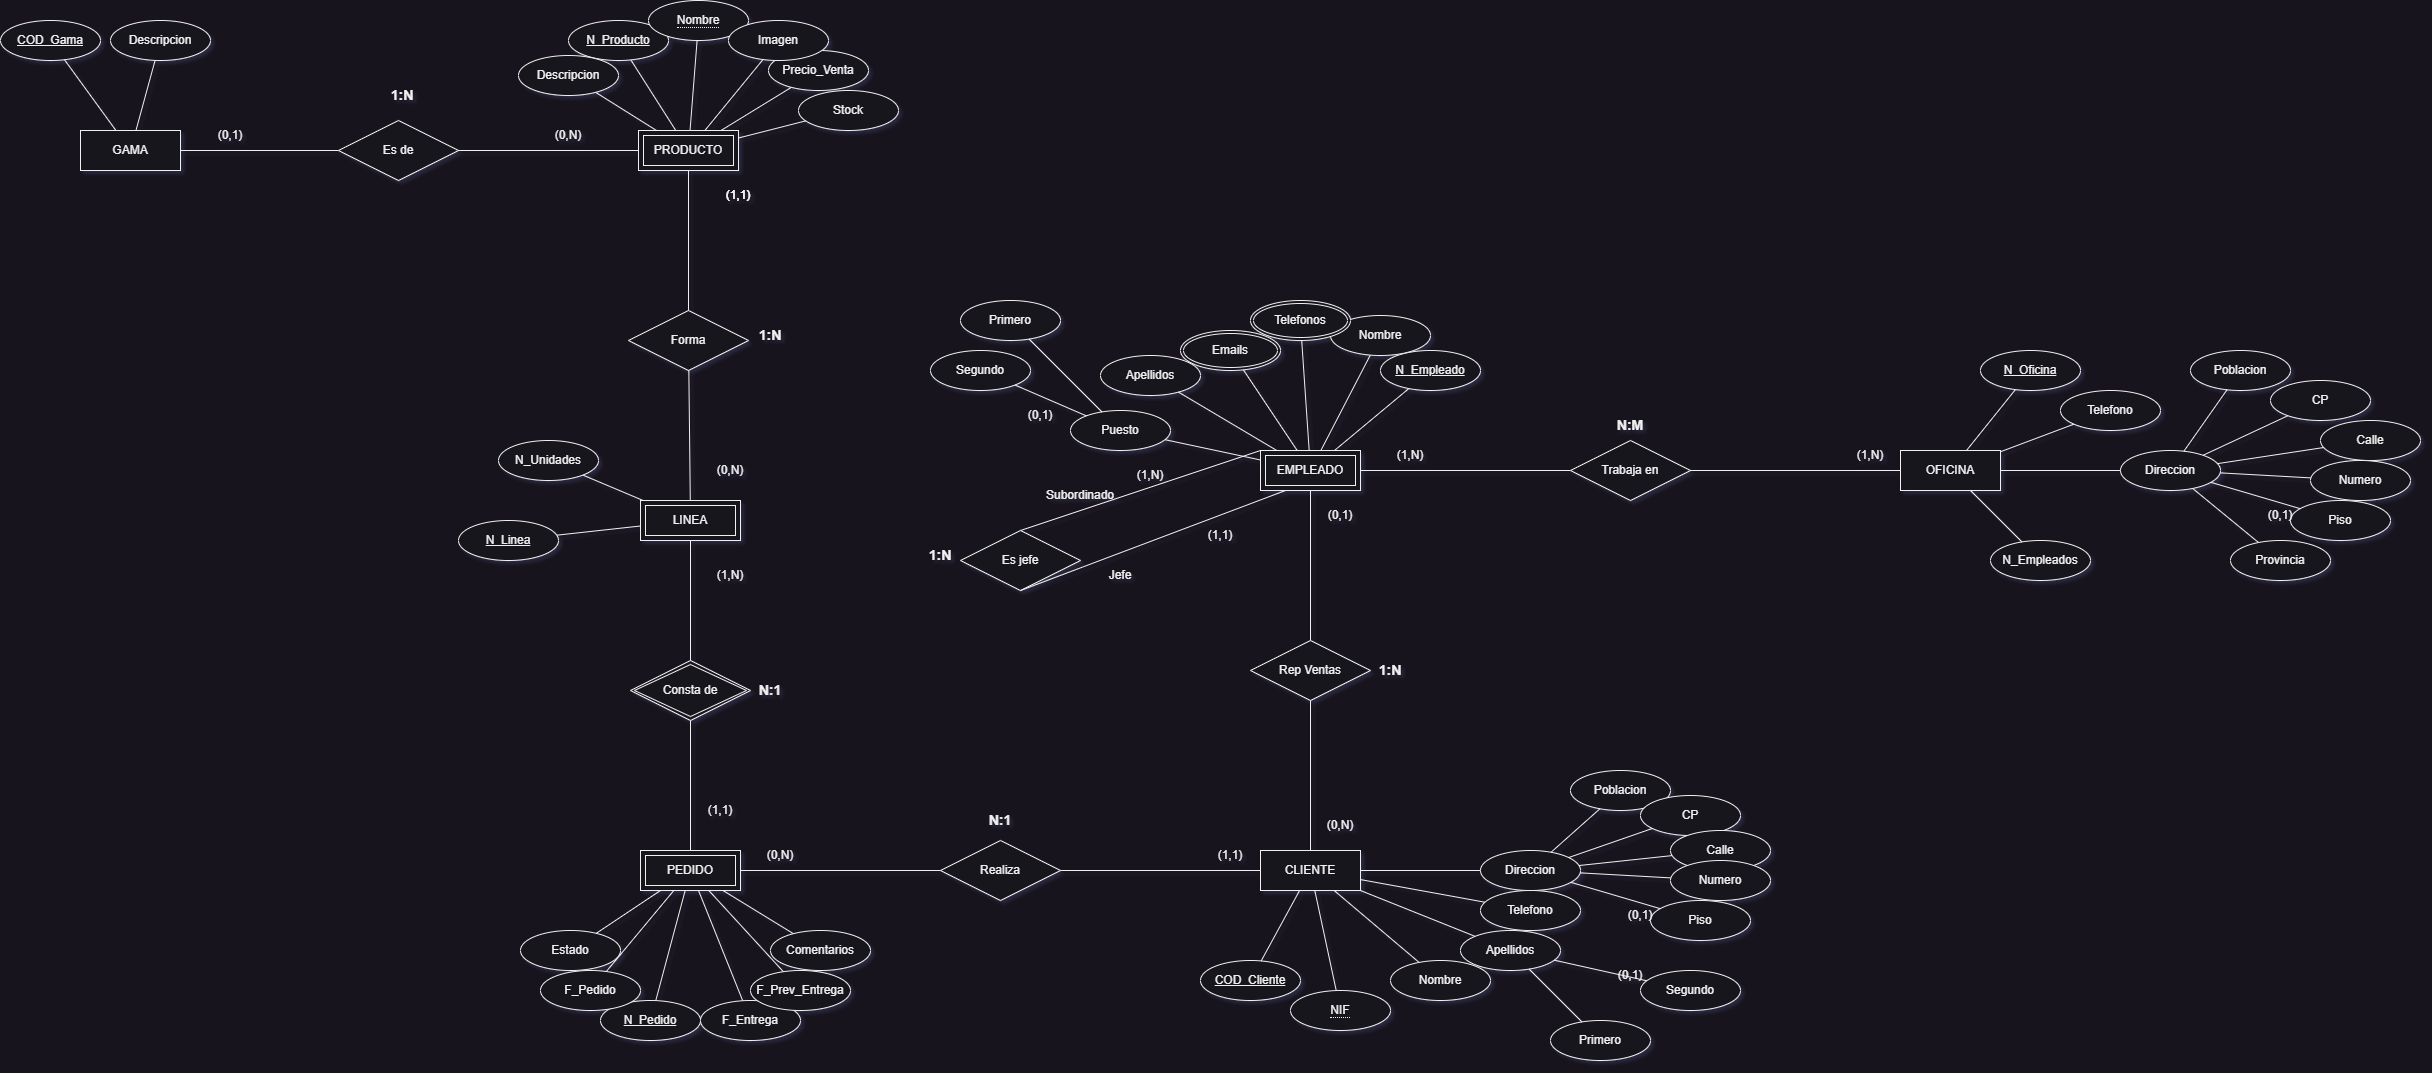 Nombre
COD_Gama
Descripcion
N_Producto
Imagen
Descripcion
Precio_Venta
1:N
Stock
(0,1)
(0,N)
GAMA
Es de
PRODUCTO
(1,1)
Primero
Telefonos
Forma
1:N
Nombre
Emails
Segundo
Apellidos
N_Empleado
N_Oficina
Poblacion
CP
(0,1)
Telefono
Puesto
N:M
Calle
N_Unidades
(1,N)
(1,N)
(0,N)
(1,N)
EMPLEADO
Trabaja en
OFICINA
Direccion
Numero
Subordinado
LINEA
(0,1)
(0,1)
Piso
N_Linea
(1,1)
1:N
Es jefe
N_Empleados
Provincia
(1,N)
Jefe
Rep Ventas
1:N
Consta de
N:1
Poblacion
(1,1)
N:1
(0,N)
CP
Calle
(0,N)
(1,1)
PEDIDO
Realiza
CLIENTE
Direccion
Numero
Telefono
(0,1)
Piso
Estado
Comentarios
Apellidos
(0,1)
F_Pedido
F_Prev_Entrega
COD_Cliente
Nombre
Segundo
N_Pedido
F_Entrega
NIF
Primero